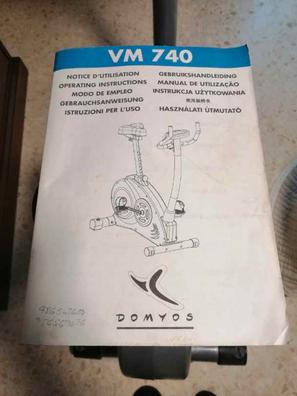 VM 740
NOTICE D'UTILISATION
OPERATING INSTRUCTIONS
MODO DE EMPLEO
GEBRAUCHSANWEISUNG
ISTRUZIONI PER L'USO
GEBRUIKSHANDLEIDING
MANUAL DE UTILIZAÇÃO
INSTRUKCJA UŻYTKOWANIA
HASZNÁLATI ÚTMUTATÓ
DOMYOS